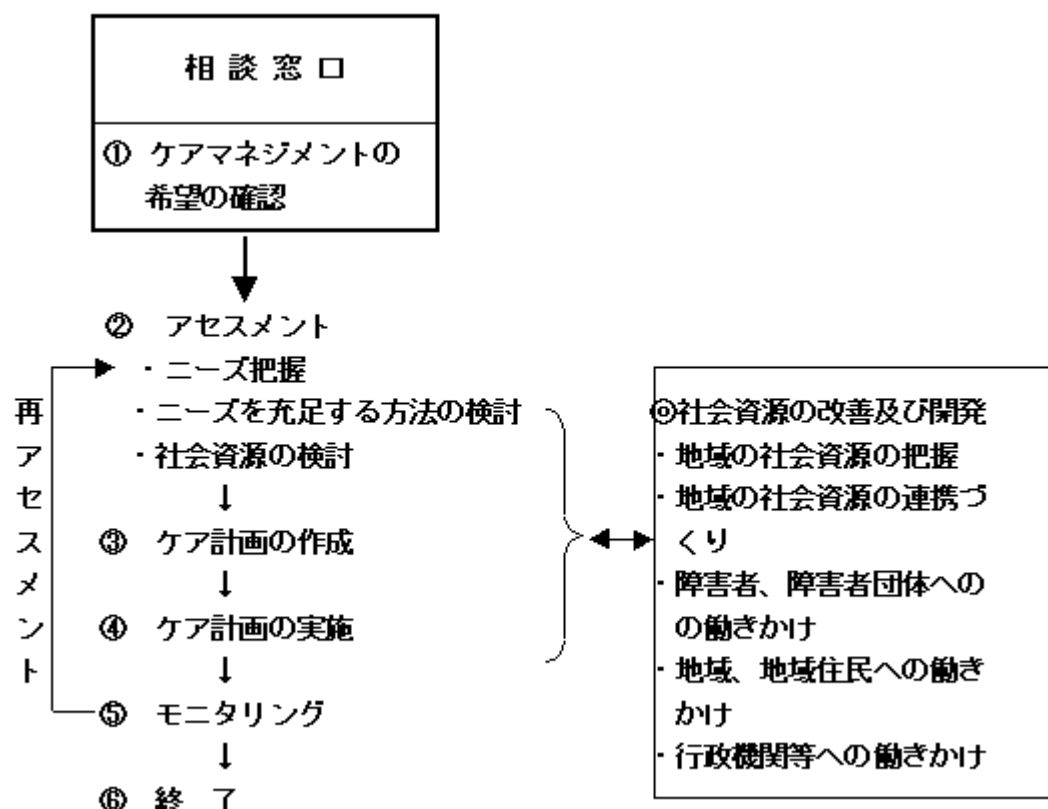 相談窓口
① ケアマネジメントの
希望の確認
② アセスメント
・ニーズ把握
・ニーズを充足する方法の検討
・社会資源の検討
↓
③ ケア計画の作成
↓
④ ケア計画の実施
↓
⑤ モニタリング
↓
⑥ 終 了
再アセスメント
◎社会資源の改善及び開発
・地域の社会資源の把握
・地域の社会資源の連携づ
くり
・障害者、障害者団体への
の働きかけ
・地域、地域住民への働き
かけ
・行政機関等への働きかけ